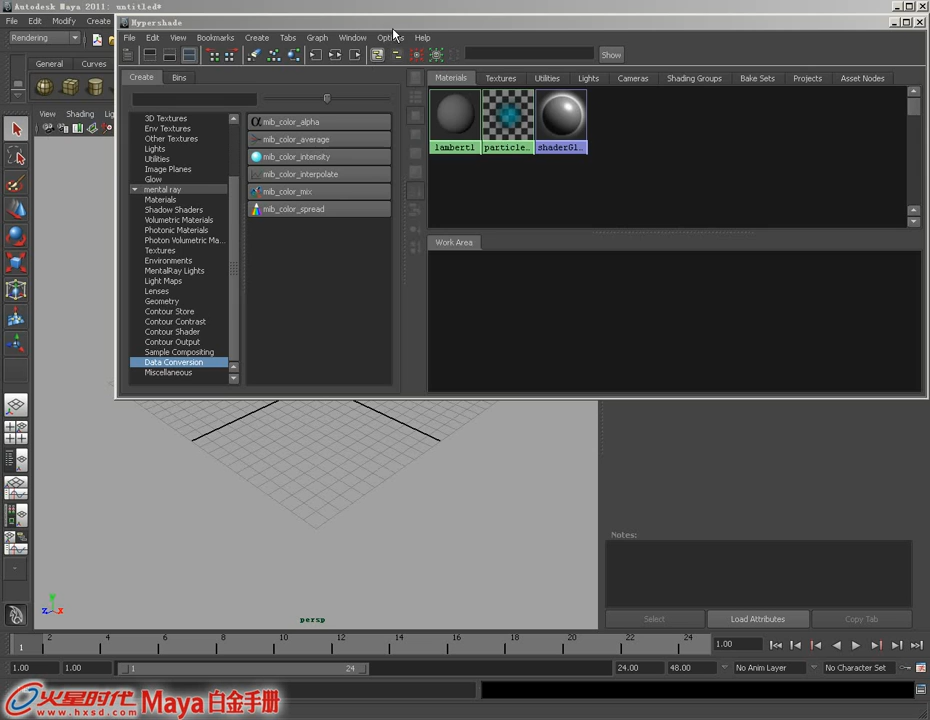 Autodesk Maya 2011: untitled*
File Edit Modify Create
Hypershade
Rendering
File Edit View Bookmarks Create Tabs Graph Window Options Help
General Curves
Show
Create Bins
Materials Textures Utilities Lights Cameras Shading Groups Bake Sets Projects Asset Nodes
View Shading
3D Textures
Env Textures
Other Textures
Lights
Utilities
Image Planes
Glow
mental ray
Materials
Shadow Shaders
Volumetric Materials
Photonic Materials
Photon Volumetric Ma...
Textures
Environments
MentalRay Lights
Light Maps
Lenses
Geometry
Contour Store
Contour Contrast
Contour Shader
Contour Output
Sample Compositing
Data Conversion
Miscellaneous
mib_color_alpha
mib_color_average
mib_color_intensity
mib_color_interpolate
mib_color_mix
mib_color_spread
lambert1 particle... shaderGl...
Work Area
Notes:
persp
Select Load Attributes Copy Tab
1 2 4 6 8 10 12 14 16 18 20 22 24 1.00
1.00 1.00 1 24 24.00 48.00 No Anim Layer No Character Set
火星时代 Maya白金手册
www.hxsd.com